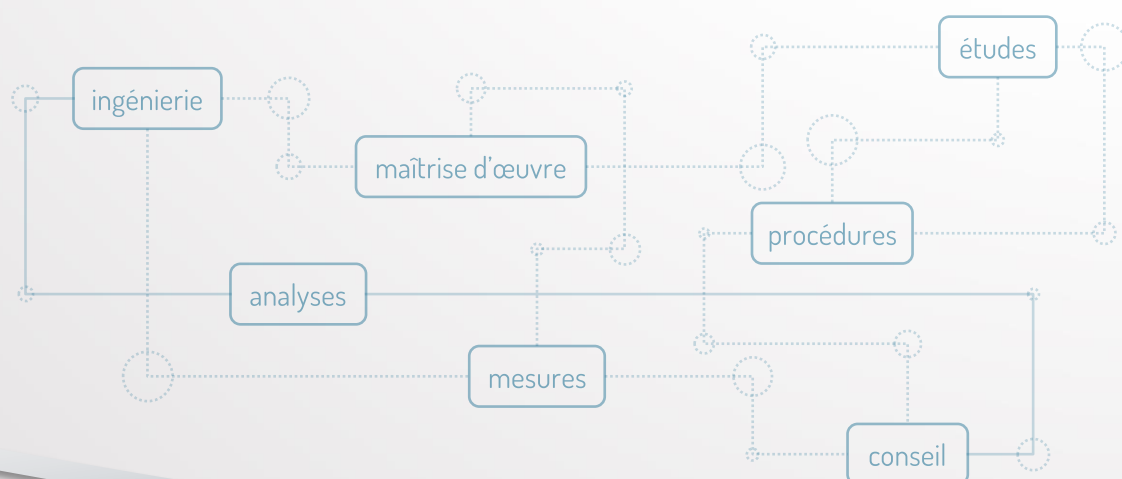 études
ingénierie
maîtrise d'œuvre
procédures
analyses
mesures
conseil